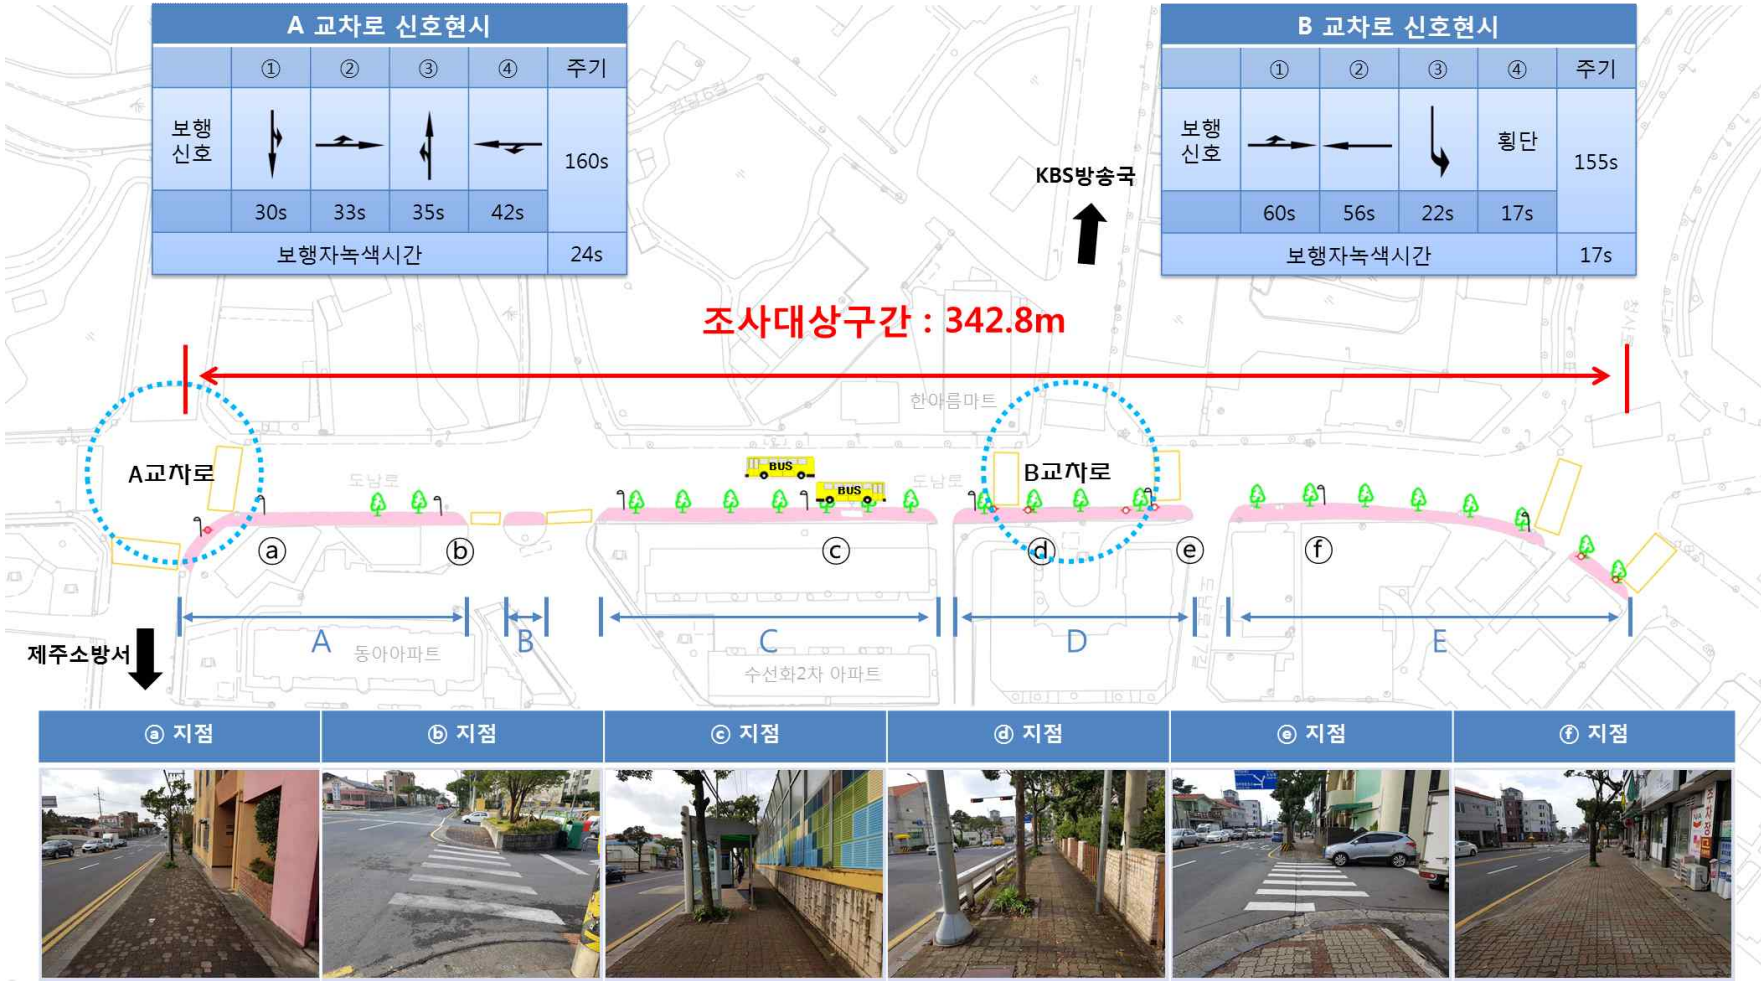 A 교차로 신호현시
① ② ③ ④ 주기
보행
신호
160s
30s 33s 35s 42s
보행자녹색시간 24s
B 교차로 신호현시
① ② ③ ④ 주기
보행
신호
횡단
155s
60s 56s 22s 17s
보행자녹색시간 17s
KBS방송국
조사대상구간 : 342.8m
한아름마트
A교차로
도남로
BUS
BUS
도남로
B교차로
ⓐ ⓑ ⓒ ⓓ ⓔ ⓕ
A B C D E
제주소방서
동아아파트
수선화2차 아파트
도남로17길
ⓐ 지점 ⓑ 지점 ⓒ 지점 ⓓ 지점 ⓔ 지점 ⓕ 지점